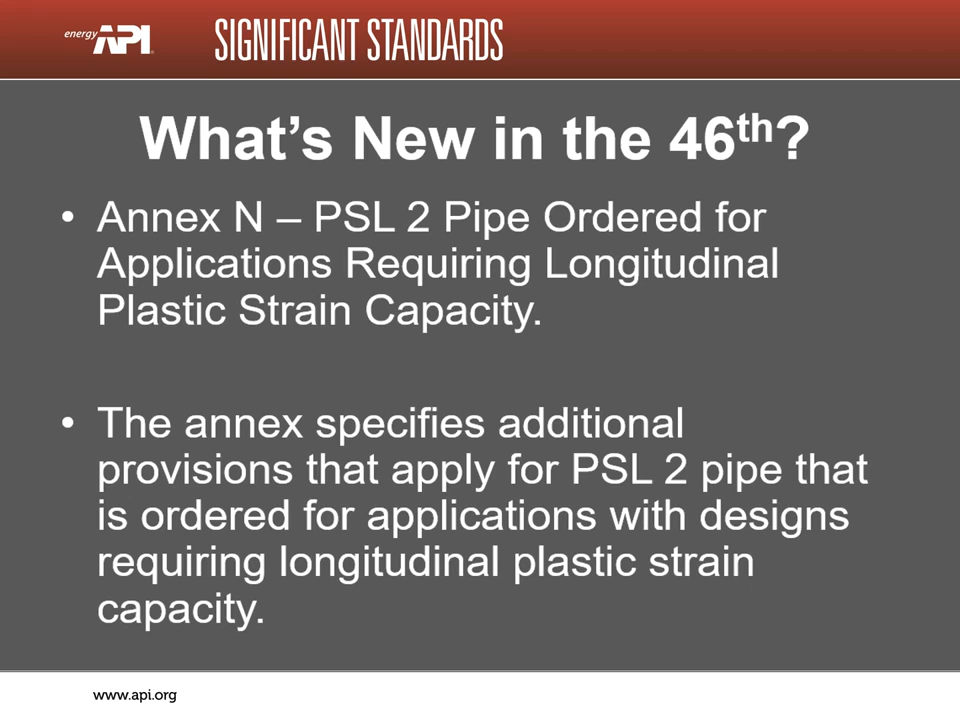 energy API
SIGNIFICANT STANDARDS
What's New in the 46th?
• Annex N – PSL 2 Pipe Ordered for
Applications Requiring Longitudinal
Plastic Strain Capacity.
• The annex specifies additional
provisions that apply for PSL 2 pipe that
is ordered for applications with designs
requiring longitudinal plastic strain
capacity.
www.api.org